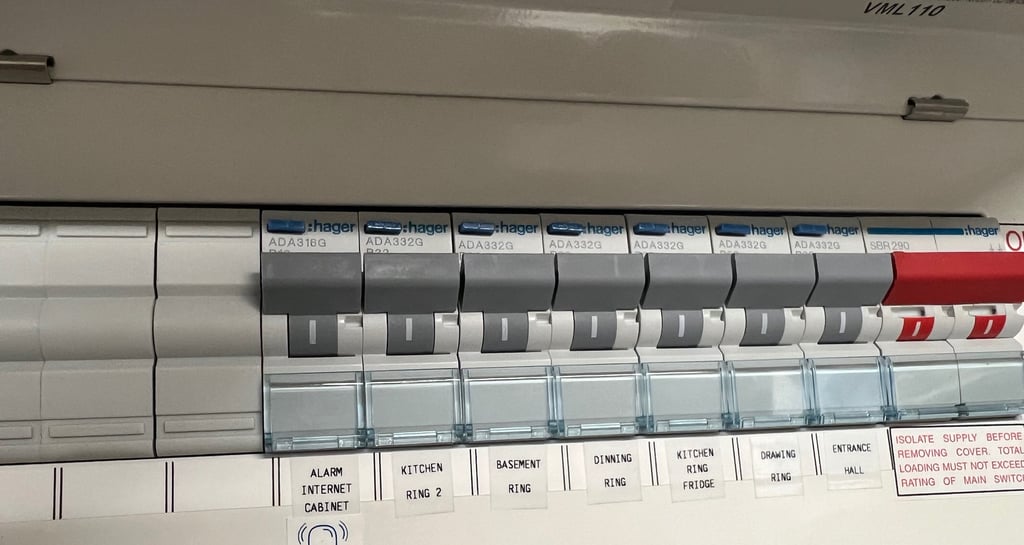 VML110
:hager
ADA316G
:hager
ADA332G
:hager
ADA332G
:hager
ADA332G
:hager
ADA332G
:hager
ADA332G
:hager
ADA332G
:hager
SBR290
ALARM
INTERNET
CABINET
KITCHEN
RING 2
BASEMENT
RING
DINNING
RING
KITCHEN
RING
FRIDGE
DRAWING
RING
ENTRANCE
HALL
ISOLATE SUPPLY BEFORE
REMOVING COVER. TOTAL
LOADING MUST NOT EXCEED
RATING OF MAIN